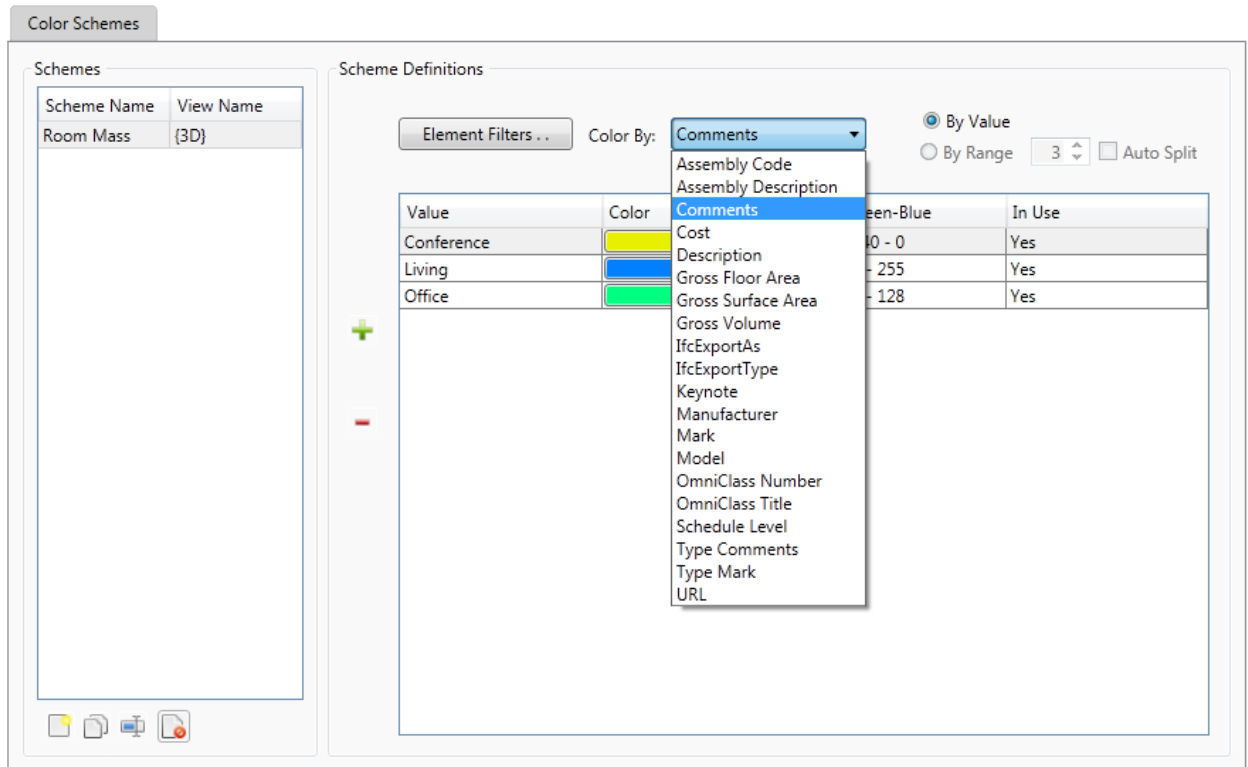 Color Schemes
Schemes
Scheme Name View Name
Room Mass {3D}
Scheme Definitions
Element Filters . . Color By: Comments
By Value
By Range 3 Auto Split
Assembly Code
Assembly Description
Comments
Cost
Description
Gross Floor Area
Gross Surface Area
Gross Volume
IfcExportAs
IfcExportType
Keynote
Manufacturer
Mark
Model
OmniClass Number
OmniClass Title
Schedule Level
Type Comments
Type Mark
URL
Value Color een-Blue In Use
Conference 40 - 0 Yes
Living - 255 Yes
Office - 128 Yes